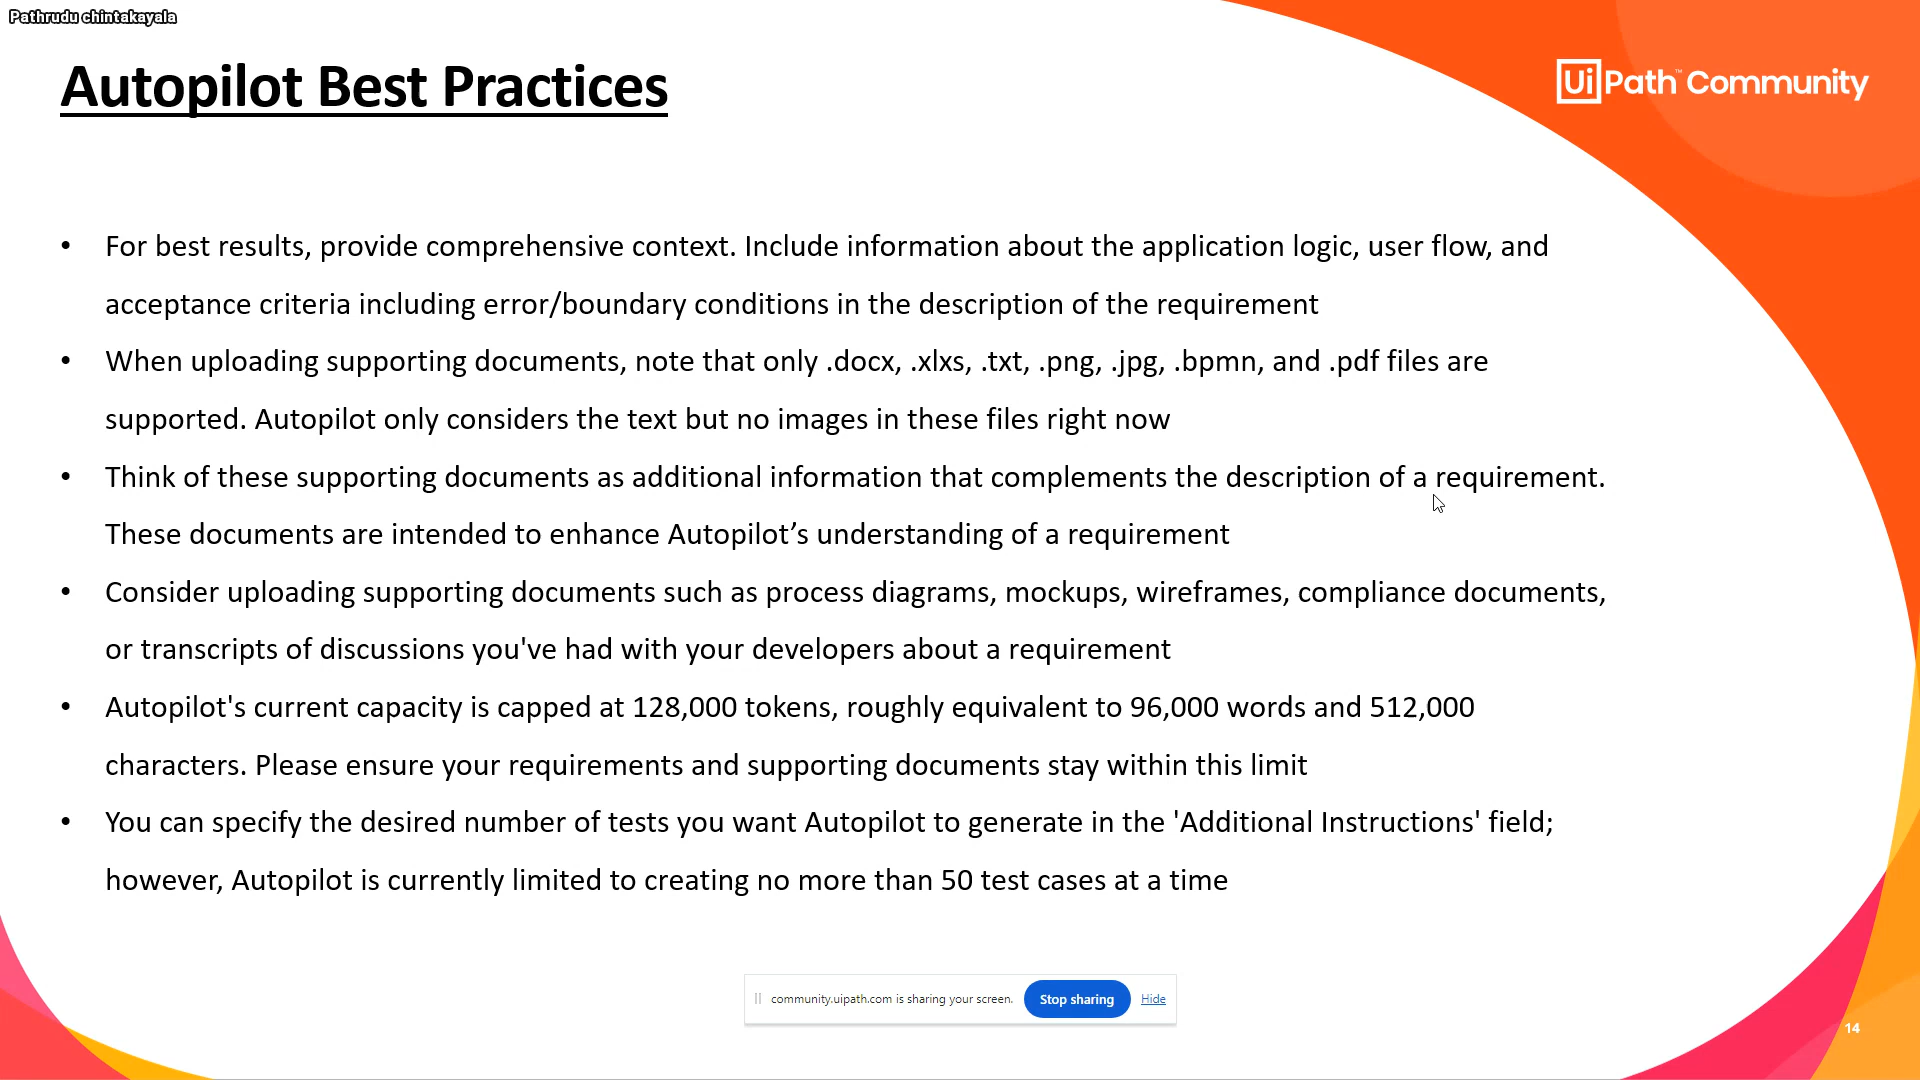 Pathrudu chintakayala
Autopilot Best Practices
UiPath™ Community
• For best results, provide comprehensive context. Include information about the application logic, user flow, and
acceptance criteria including error/boundary conditions in the description of the requirement
• When uploading supporting documents, note that only .docx, .xlxs, .txt, .png, .jpg, .bpmn, and .pdf files are
supported. Autopilot only considers the text but no images in these files right now
• Think of these supporting documents as additional information that complements the description of a requirement.
These documents are intended to enhance Autopilot’s understanding of a requirement
• Consider uploading supporting documents such as process diagrams, mockups, wireframes, compliance documents,
or transcripts of discussions you've had with your developers about a requirement
• Autopilot's current capacity is capped at 128,000 tokens, roughly equivalent to 96,000 words and 512,000
characters. Please ensure your requirements and supporting documents stay within this limit
• You can specify the desired number of tests you want Autopilot to generate in the 'Additional Instructions' field;
however, Autopilot is currently limited to creating no more than 50 test cases at a time
community.uipath.com is sharing your screen. Stop sharing Hide
14